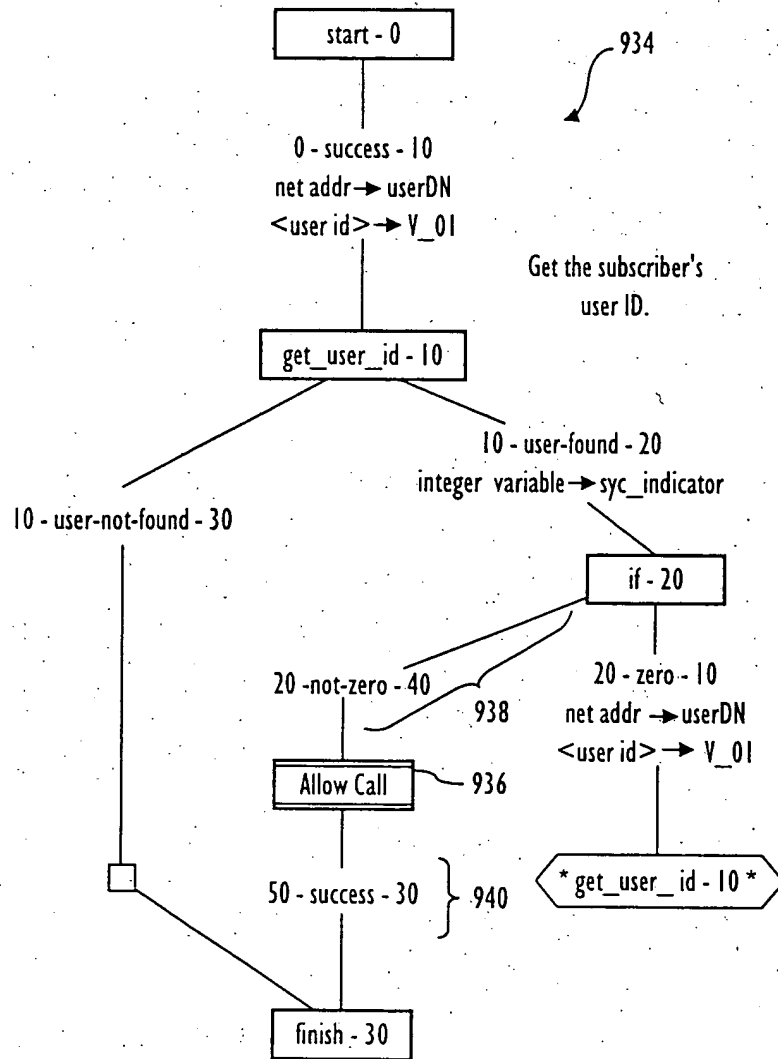 start - 0
934
0 - success - 10
net addr → userDN
<user id> → V_01
Get the subscriber's
user ID.
get_user_id - 10
10 - user-found - 20
integer variable → syc_indicator
10 - user-not-found - 30
if - 20
20 -not-zero - 40
938
20 - zero - 10
net addr → userDN
<user id> → V_01
Allow Call
936
* get_user_ id - 10 *
50 - success - 30
940
finish - 30